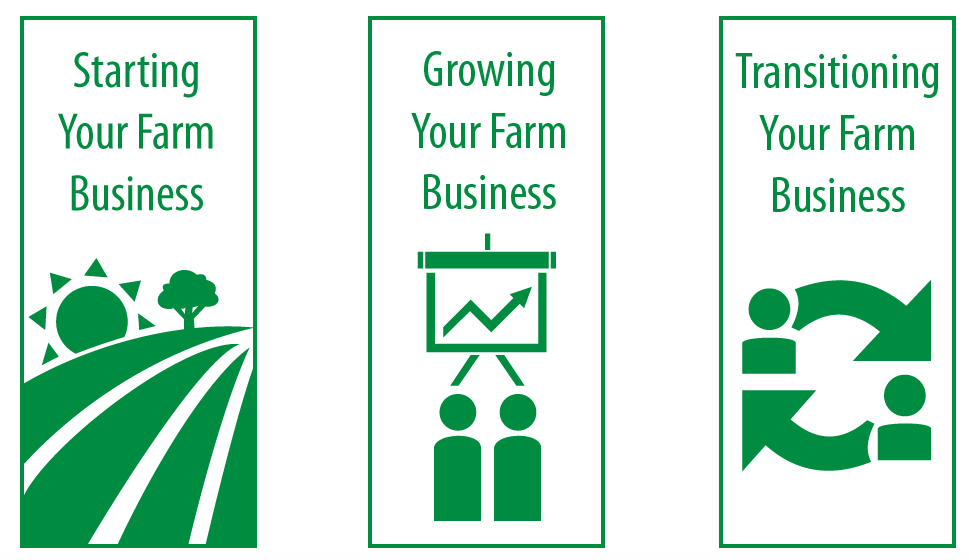 Starting
Your Farm
Business
Growing
Your Farm
Business
Transitioning
Your Farm
Business